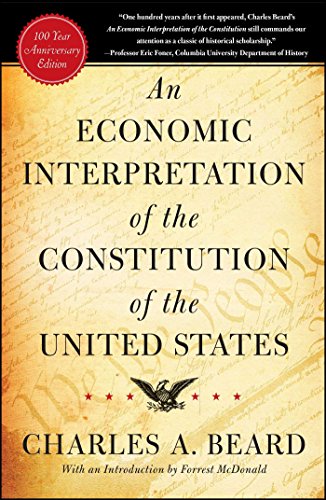 100 Year
Anniversary
Edition
"One hundred years after it first appeared, Charles Beard's
An Economic Interpretation of the Constitution still commands our
attention as a classic of historical scholarship."
—Professor Eric Foner, Columbia University Department of History
An
ECONOMIC
INTERPRETATION
of the
CONSTITUTION
of the
UNITED STATES
CHARLES A. BEARD
With an Introduction by Forrest McDonald